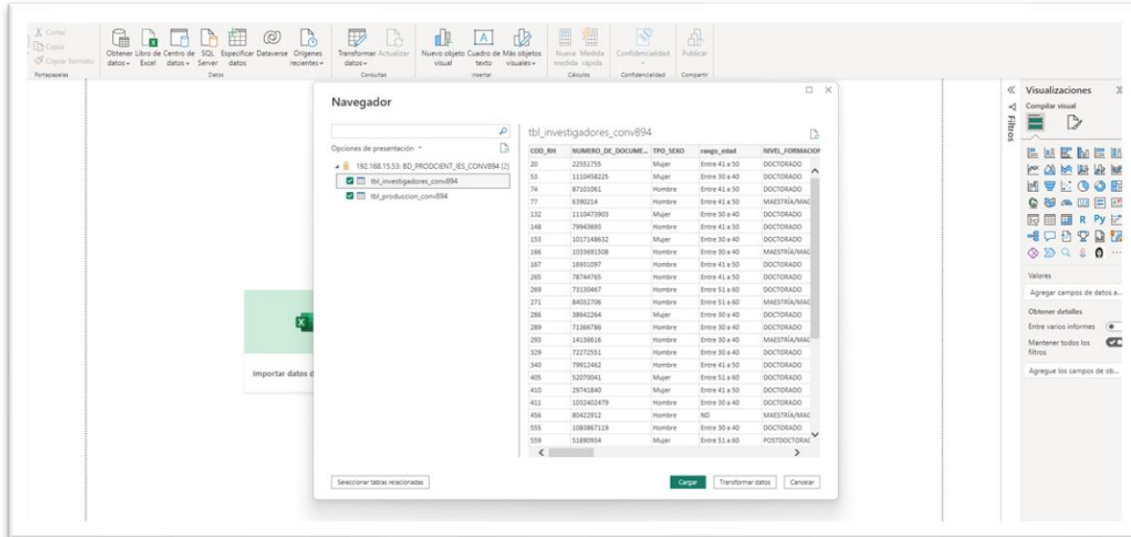 Cortar
Copiar
Copiar formato
Portapapeles
Obtener datos
Libro de Excel
Centro de datos
SQL Server
Especificar datos
Dataverse
Orígenes recientes
Datos
Transformar datos
Actualizar
Consultas
Nuevo objeto visual
Cuadro de texto
Más objetos visuales
Insertar
Nueva medida
Medida rápida
Cálculos
Confidencialidad
Confidencialidad
Publicar
Compartir
Navegador
Opciones de presentación
192.168.15.53: BD_PRODCIENT_IES_CONV894 [2]
tbl_investigadores_conv894
tbl_produccion_conv894
tbl_investigadores_conv894
COD_RH NUMERO_DE_DOCUME... TPO_SEXO rango_edad NIVEL_FORMACION
20 22551755 Mujer Entre 41 a 50 DOCTORADO
53 1110458225 Mujer Entre 30 a 40 DOCTORADO
74 87101061 Hombre Entre 41 a 50 DOCTORADO
77 6390214 Hombre Entre 41 a 50 MAESTRÍA/MAG
132 1110473903 Mujer Entre 30 a 40 DOCTORADO
148 79943693 Hombre Entre 41 a 50 DOCTORADO
153 1017148632 Mujer Entre 30 a 40 DOCTORADO
166 1033691508 Hombre Entre 30 a 40 MAESTRÍA/MAG
167 16931097 Hombre Entre 41 a 50 DOCTORADO
265 78744765 Hombre Entre 41 a 50 DOCTORADO
269 73130467 Hombre Entre 51 a 60 DOCTORADO
271 84032706 Hombre Entre 51 a 60 MAESTRÍA/MAG
286 38642264 Mujer Entre 30 a 40 DOCTORADO
289 71366786 Hombre Entre 30 a 40 DOCTORADO
293 14136616 Hombre Entre 30 a 40 MAESTRÍA/MAG
329 72272551 Hombre Entre 30 a 40 DOCTORADO
340 79912462 Hombre Entre 41 a 50 DOCTORADO
405 52070041 Mujer Entre 51 a 60 DOCTORADO
410 29741840 Mujer Entre 41 a 50 DOCTORADO
411 1032402479 Hombre Entre 30 a 40 DOCTORADO
456 80422912 Hombre ND MAESTRÍA/MAG
555 1083867119 Hombre Entre 30 a 40 DOCTORADO
559 51890934 Mujer Entre 51 a 60 POSTDOCTORAD
Seleccionar tablas relacionadas
Cargar
Transformar datos
Cancelar
Importar datos d
Filtros
Visualizaciones
Compilar visual
R Py
Valores
Agregar campos de datos a...
Obtener detalles
Entre varios informes
Mantener todos los filtros
Agregue los campos de ob...